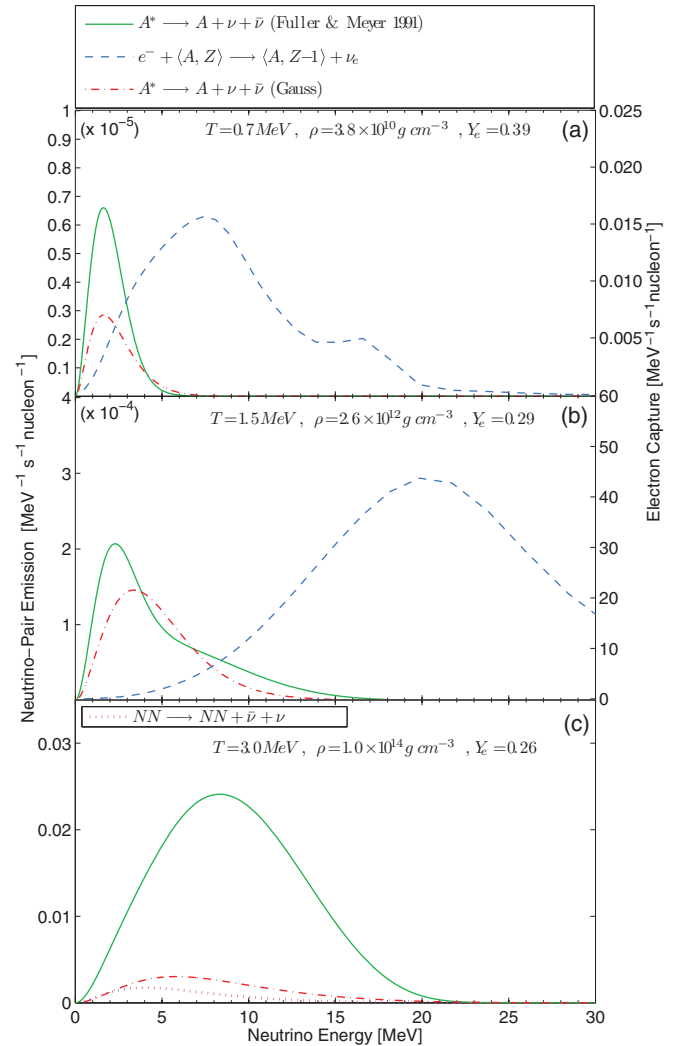 A* → A + ν + ν̄ (Fuller & Meyer 1991)
e⁻ + ⟨A, Z⟩ → ⟨A, Z−1⟩ + νₑ
A* → A + ν + ν̄ (Gauss)
(x 10⁻⁵) T=0.7 MeV , ρ=3.8×10¹⁰ g cm⁻³ , Yₑ=0.39 (a)
1
0.9
0.8
0.7
0.6
0.5
0.4
0.3
0.2
0.1
0.025
0.020
0.015
0.010
0.005
60
(x 10⁻⁴) T=1.5 MeV , ρ=2.6×10¹² g cm⁻³ , Yₑ=0.29 (b)
4
3
2
1
50
40
30
20
10
0
Neutrino−Pair Emission [MeV⁻¹ s⁻¹ nucleon⁻¹]
Electron Capture [MeV⁻¹s⁻¹nucleon⁻¹]
NN → NN + ν̄ + ν
(c)
T=3.0 MeV , ρ=1.0×10¹⁴ g cm⁻³ , Yₑ=0.26
0.03
0.02
0.01
0
0 5 10 15 20 25 30
Neutrino Energy [MeV]